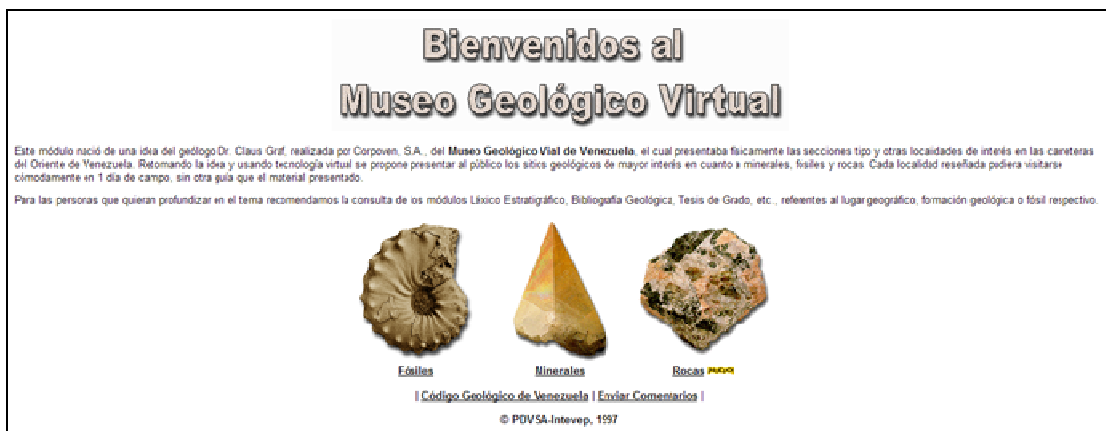 Bienvenidos al
Museo Geológico Virtual
Este módulo nació de una idea del geólogo Dr. Claus Graf, realizada por Corpoven, S.A., del Museo Geológico Vial de Venezuela, el cual presentaba físicamente las secciones tipo y otras localidades de interés en las carreteras
del Oriente de Venezuela. Retomando la idea y usando tecnología virtual se propone presentar al público los sitios geológicos de mayor interés en cuanto a minerales, fósiles y rocas. Cada localidad reseñada pudiera visitarse
cómodamente en 1 día de campo, sin otra guía que el material presentado.
Para las personas que quieran profundizar en el tema recomendamos la consulta de los módulos Léxico Estratigráfico, Bibliografía Geológica, Tesis de Grado, etc., referentes al lugar geográfico, formación geológica o fósil respectivo.
Fósiles Minerales Rocas
| Código Geológico de Venezuela | Enviar Comentarios |
© PDVSA-Intevep, 1997